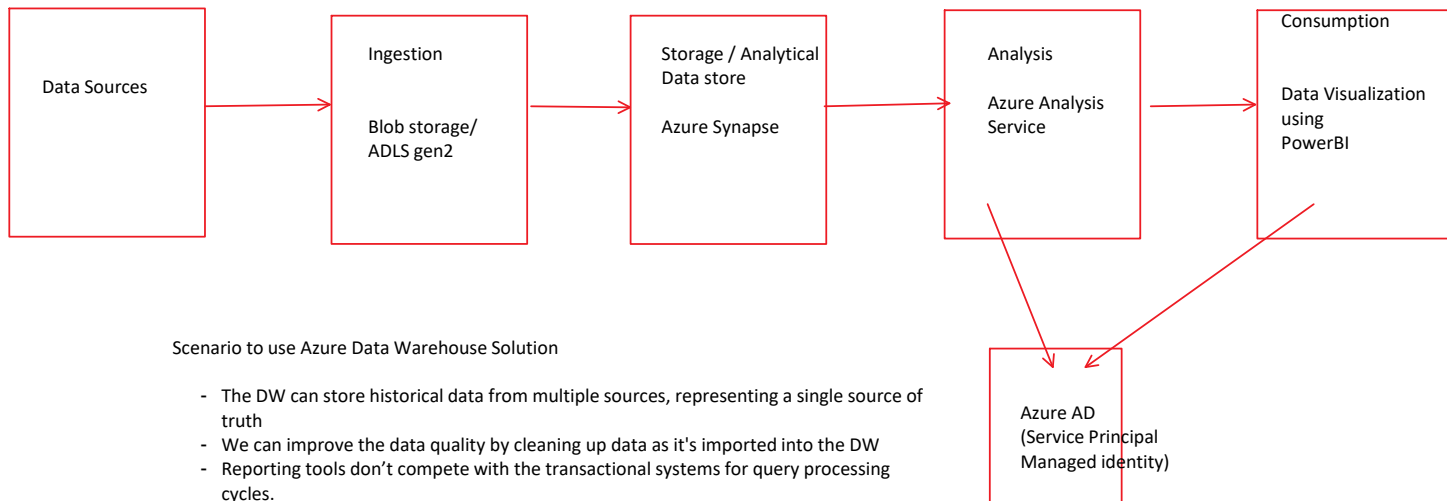 Data Sources
Ingestion
Blob storage/
ADLS gen2
Storage / Analytical
Data store
Azure Synapse
Analysis
Azure Analysis
Service
Consumption
Data Visualization
using
PowerBI
Scenario to use Azure Data Warehouse Solution
- The DW can store historical data from multiple sources, representing a single source of
truth
- We can improve the data quality by cleaning up data as it's imported into the DW
- Reporting tools don’t compete with the transactional systems for query processing
cycles.
Azure AD
(Service Principal
Managed identity)